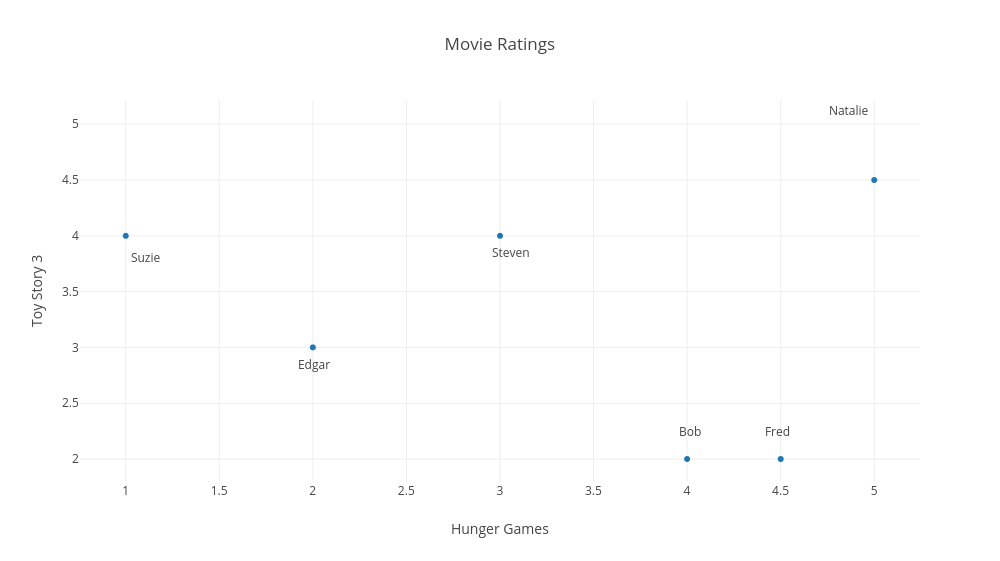 Movie Ratings
Natalie
5
4.5
4
Suzie
Steven
3.5
Toy Story 3
3
Edgar
2.5
Bob
Fred
2
1
1.5
2
2.5
3
3.5
4
4.5
5
Hunger Games